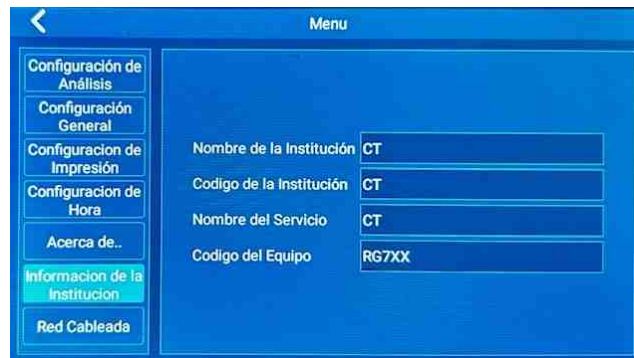 Menu
Configuración de
Análisis
Configuración
General
Configuracion de
Impresión
Configuracion de
Hora
Acerca de..
Informacion de la
Institucion
Red Cableada
Nombre de la Institución CT
Codigo de la Institución CT
Nombre del Servicio CT
Codigo del Equipo RG7XX